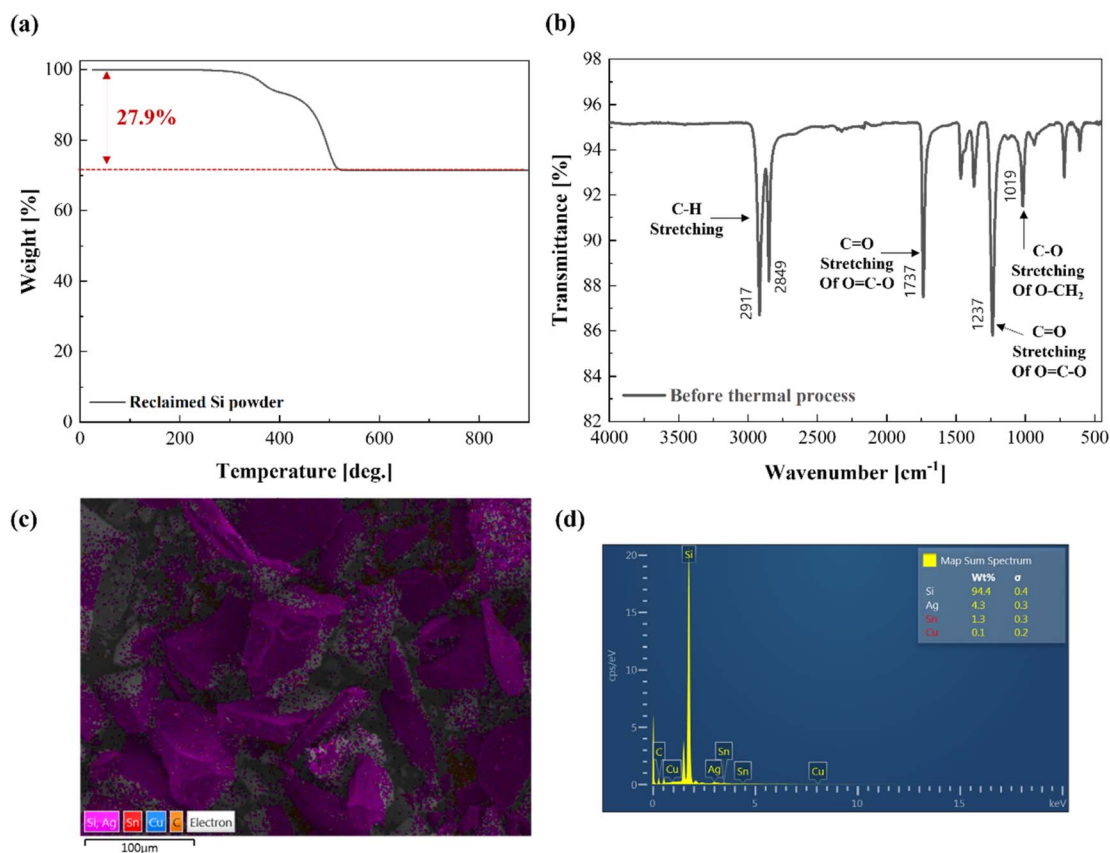 (a)
100
80
60
40
20
0
Weight [%]
27.9%
Reclaimed Si powder
0 200 400 600 800
Temperature [deg.]
(b)
98
96
94
92
90
88
86
84
82
Transmittance [%]
C-H
Stretching
2917
2849
C=O
Stretching
Of O=C-O
1737
1237
1019
C-O
Stretching
Of O-CH₂
C=O
Stretching
Of O=C-O
Before thermal process
4000 3500 3000 2500 2000 1500 1000 450
Wavenumber [cm⁻¹]
(c)
Si, Ag Sn Cu C Electron
100μm
(d)
20
15
10
5
0
cps/eV
Si
C
Cu
Ag
Sn
Sn
Cu
0 5 10 15 keV
Map Sum Spectrum
Wt% σ
Si 94.4 0.4
Ag 4.3 0.3
Sn 1.3 0.3
Cu 0.1 0.2